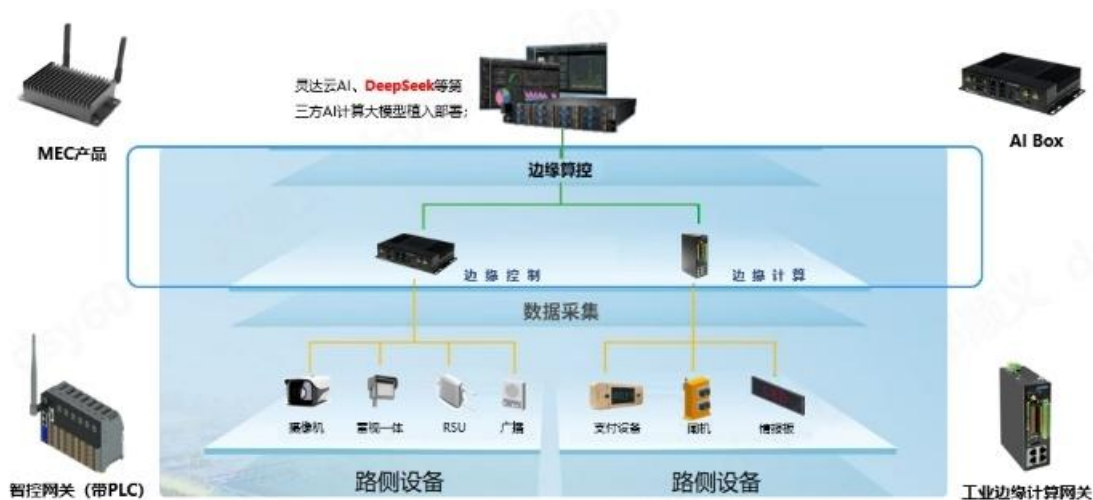 灵达云AI、DeepSeek等第
三方AI计算大模型植入部署；
MEC产品
AI Box
边缘算控
边缘控制
边缘计算
数据采集
摄像机
雷视一体
RSU
广播
支付设备
闸机
情报板
路侧设备
路侧设备
智控网关（带PLC)
工业边缘计算网关